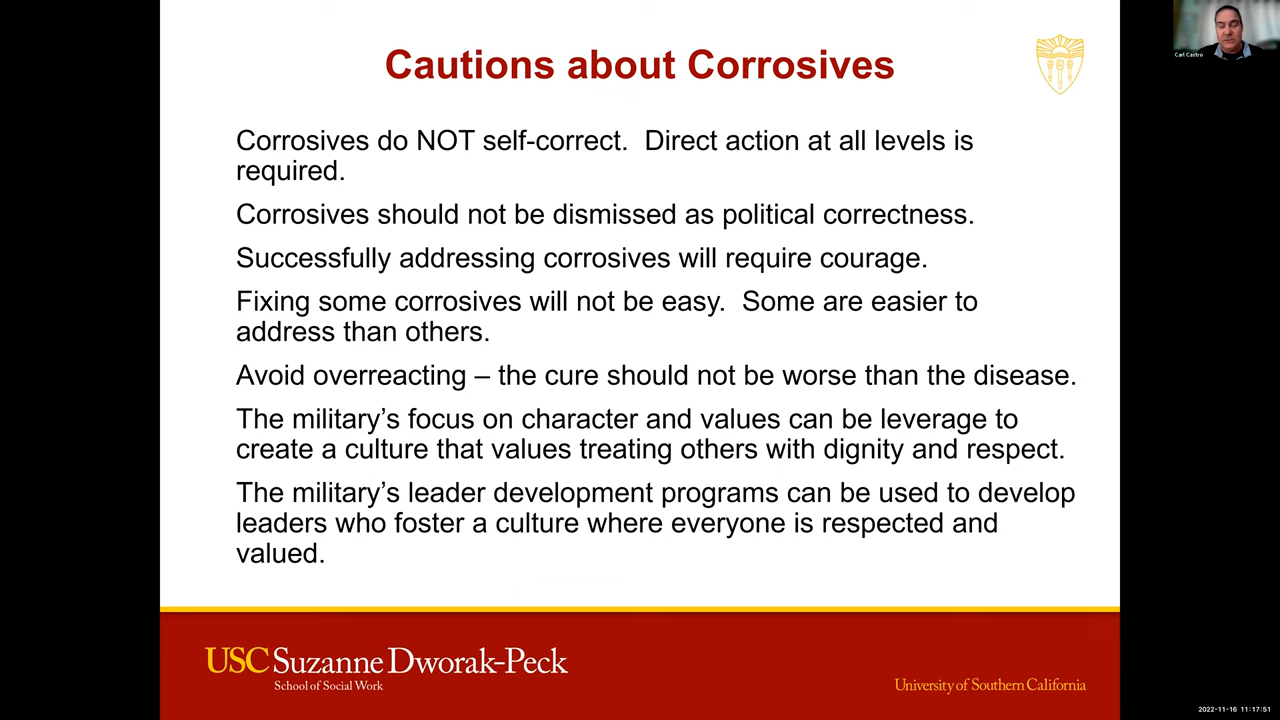 Cautions about Corrosives
Carl Castro
Corrosives do NOT self-correct.  Direct action at all levels is
required.
Corrosives should not be dismissed as political correctness.
Successfully addressing corrosives will require courage.
Fixing some corrosives will not be easy.  Some are easier to
address than others.
Avoid overreacting – the cure should not be worse than the disease.
The military’s focus on character and values can be leverage to
create a culture that values treating others with dignity and respect.
The military’s leader development programs can be used to develop
leaders who foster a culture where everyone is respected and
valued.
USC Suzanne Dworak-Peck
School of Social Work
University of Southern California
2022-11-16 11:17:51